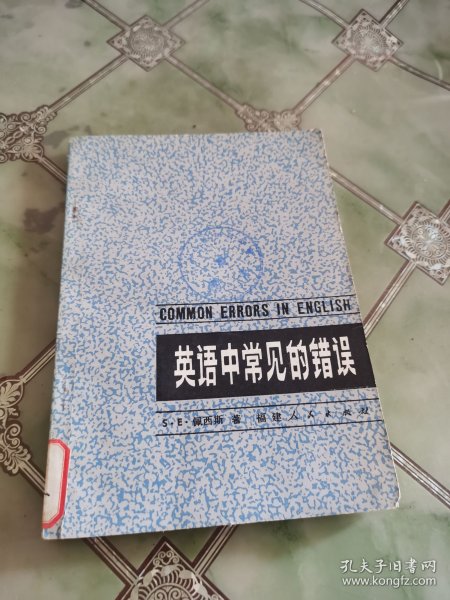 COMMON ERRORS IN ENGLISH
英语中常见的错误
S·E·佩西斯 著 福建人民出版社
孔夫子旧书网
www.kongfz.com